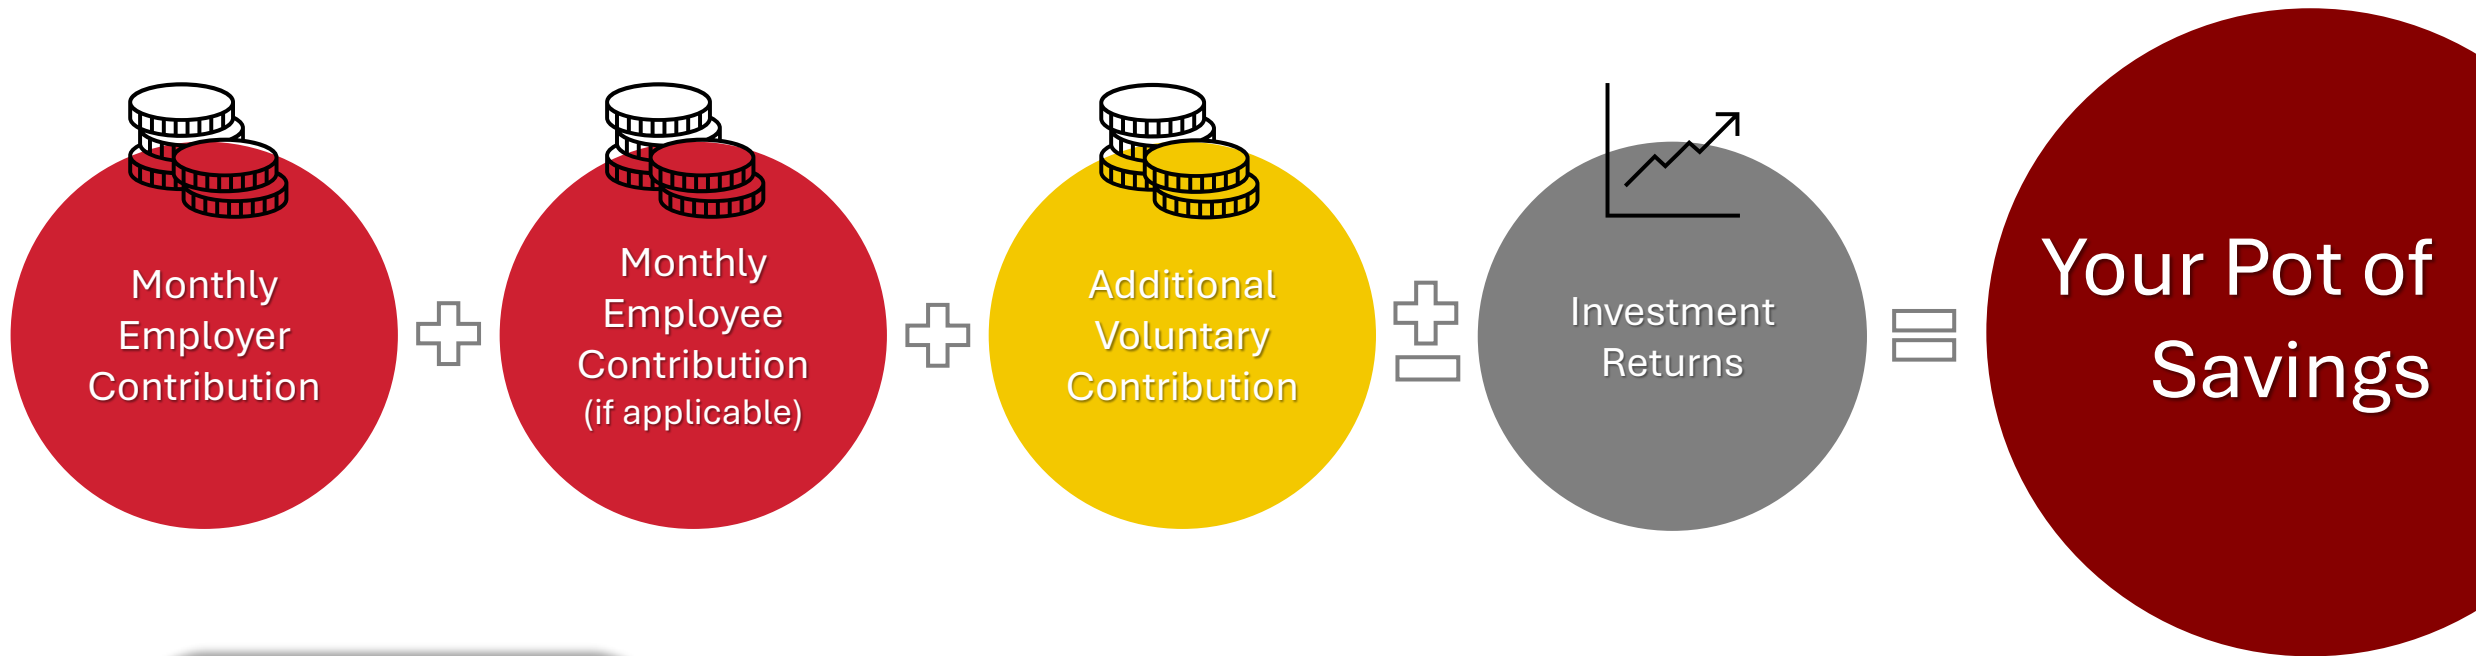 Monthly
Employer
Contribution
Monthly
Employee
Contribution
(if applicable)
Additional
Voluntary
Contribution
Investment
Returns
Your Pot of
Savings